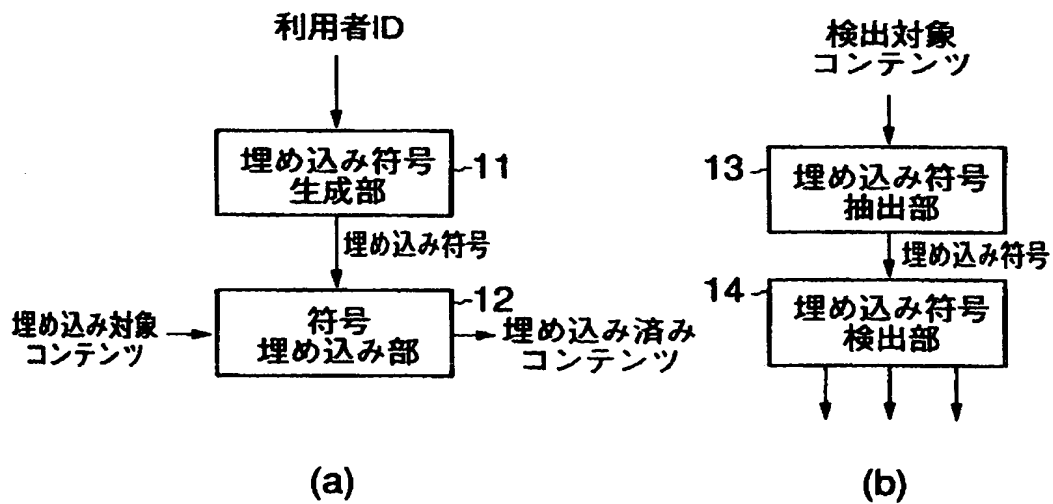 利用者ID
埋め込み符号
生成部
11
埋め込み符号
埋め込み対象
コンテンツ
符号
埋め込み部
12
埋め込み済み
コンテンツ
(a)
検出対象
コンテンツ
13
埋め込み符号
抽出部
埋め込み符号
14
埋め込み符号
検出部
(b)